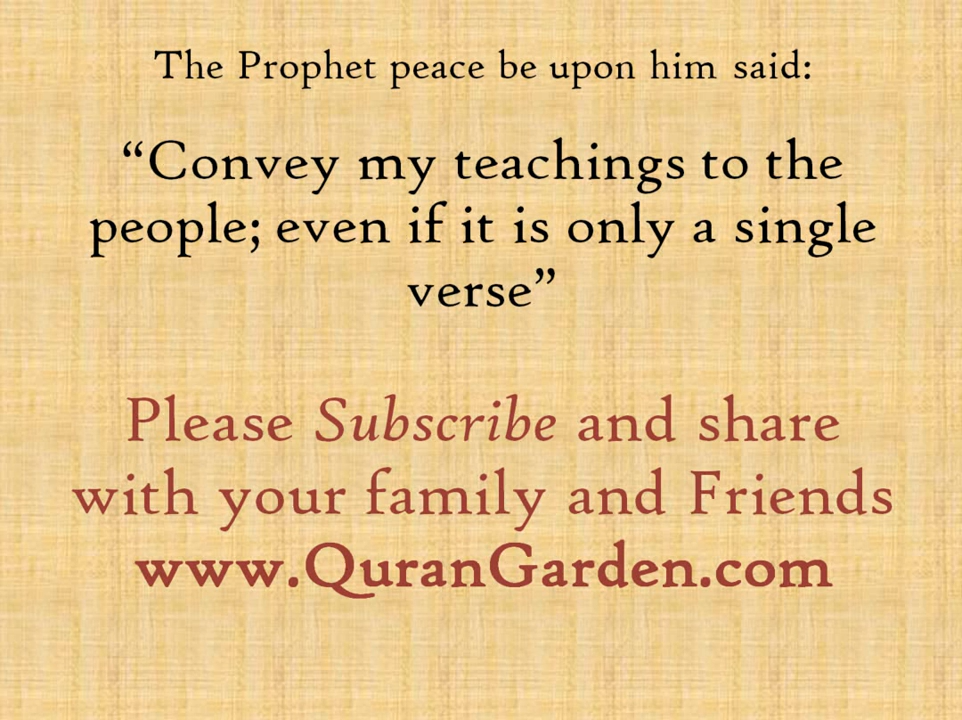 The Prophet peace be upon him said:
“Convey my teachings to the
people; even if it is only a single
verse”
Please Subscribe and share
with your family and Friends
www.QuranGarden.com